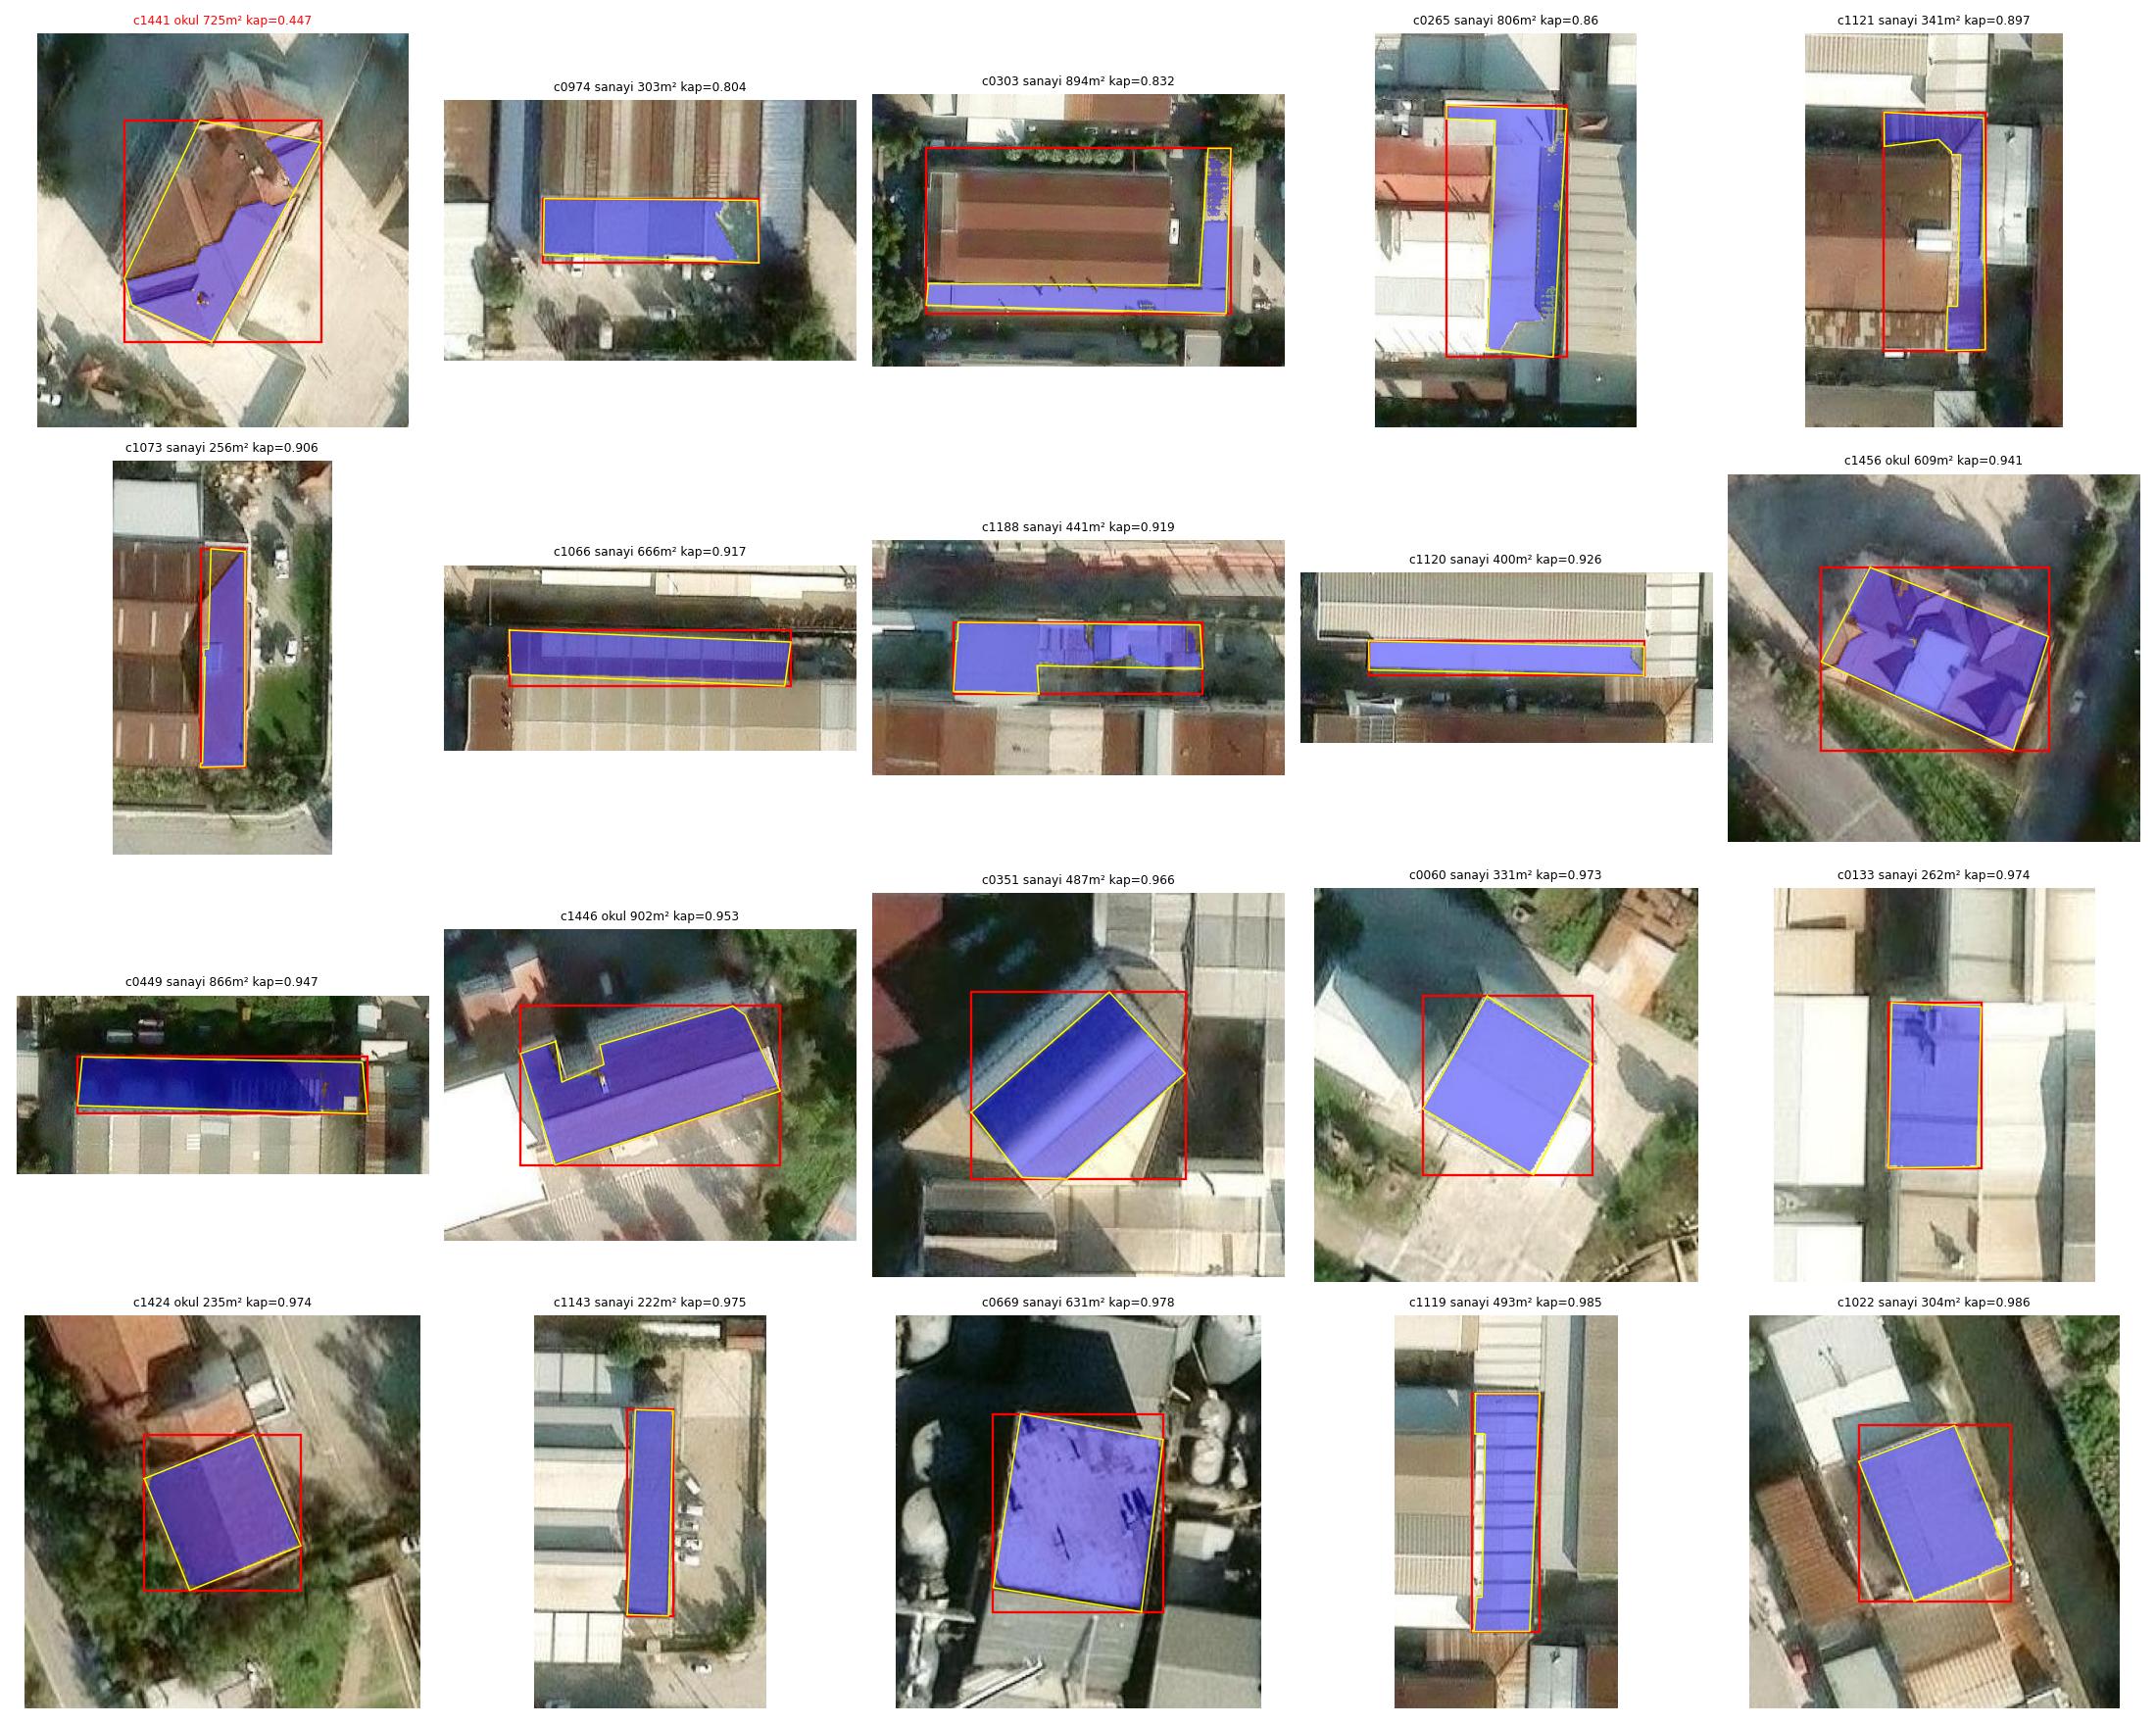 c1441 okul 725m² kap=0.447
c0974 sanayi 303m² kap=0.804
c0303 sanayi 894m² kap=0.832
c0265 sanayi 806m² kap=0.86
c1121 sanayi 341m² kap=0.897
c1073 sanayi 256m² kap=0.906
c1066 sanayi 666m² kap=0.917
c1188 sanayi 441m² kap=0.919
c1120 sanayi 400m² kap=0.926
c1456 okul 609m² kap=0.941
c0449 sanayi 866m² kap=0.947
c1446 okul 902m² kap=0.953
c0351 sanayi 487m² kap=0.966
c0060 sanayi 331m² kap=0.973
c0133 sanayi 262m² kap=0.974
c1424 okul 235m² kap=0.974
c1143 sanayi 222m² kap=0.975
c0669 sanayi 631m² kap=0.978
c1119 sanayi 493m² kap=0.985
c1022 sanayi 304m² kap=0.986